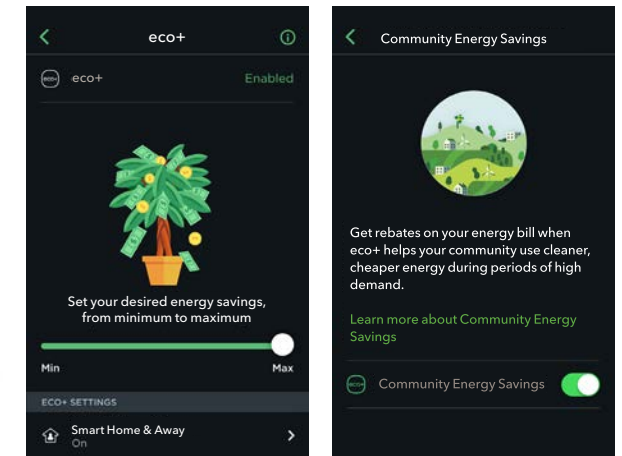 eco+
eco+
eco+
Enabled
Set your desired energy savings,
from minimum to maximum
Min
Max
ECO+ SETTINGS
Smart Home & Away
On
Community Energy Savings
Get rebates on your energy bill when
eco+ helps your community use cleaner,
cheaper energy during periods of high
demand.
Learn more about Community Energy
Savings
eco+
Community Energy Savings